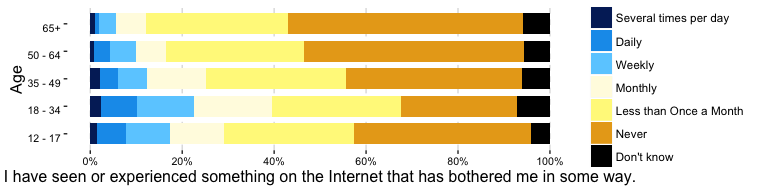 65+
50 - 64
35 - 49
18 - 34
12 - 17
Age
0% 20% 40% 60% 80% 100%
I have seen or experienced something on the Internet that has bothered me in some way.
Several times per day
Daily
Weekly
Monthly
Less than Once a Month
Never
Don't know